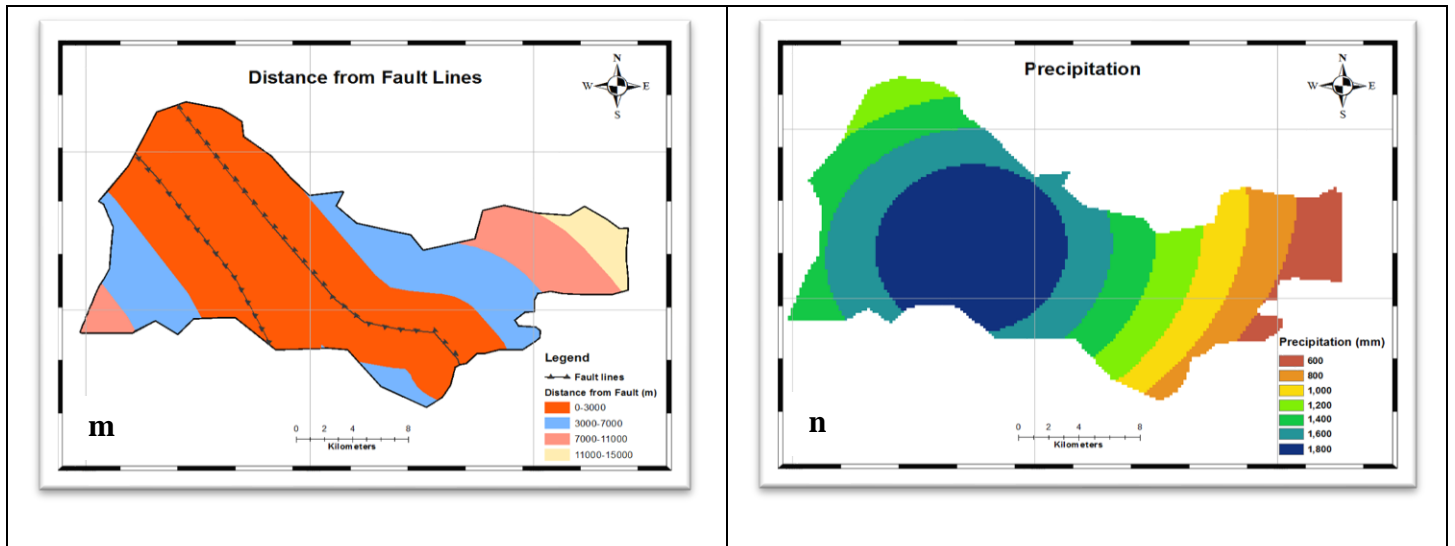 Distance from Fault Lines
N
W E
S
Legend
Fault lines
Distance from Fault (m)
0-3000
3000-7000
7000-11000
11000-15000
0 2 4 8
Kilometers
m
Precipitation
N
W E
S
Precipitation (mm)
600
800
1,000
1,200
1,400
1,600
1,800
0 2 4 8
Kilometers
n